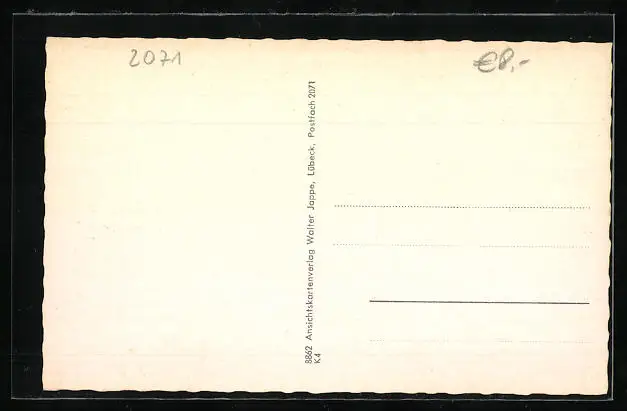 2071
€8,-
8862 Ansichtskartenverlag Walter Jappe, Lübeck, Postfach 2071
K4